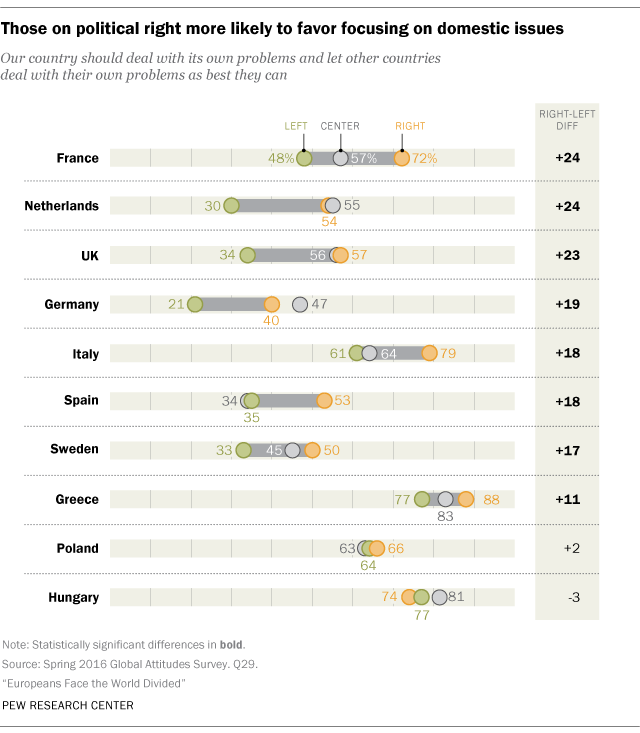 Those on political right more likely to favor focusing on domestic issues
Our country should deal with its own problems and let other countries
deal with their own problems as best they can
RIGHT-LEFT
DIFF
LEFT CENTER RIGHT
France 48% 57% 72% +24
Netherlands 30 55 +24
54
UK 34 56 57 +23
Germany 21 47 +19
40
Italy 61 64 79 +18
Spain 34 53 +18
35
Sweden 33 45 50 +17
Greece 77 88 +11
83
Poland 63 66 +2
64
Hungary 74 81 -3
77
Note: Statistically significant differences in bold.
Source: Spring 2016 Global Attitudes Survey. Q29.
“Europeans Face the World Divided”
PEW RESEARCH CENTER